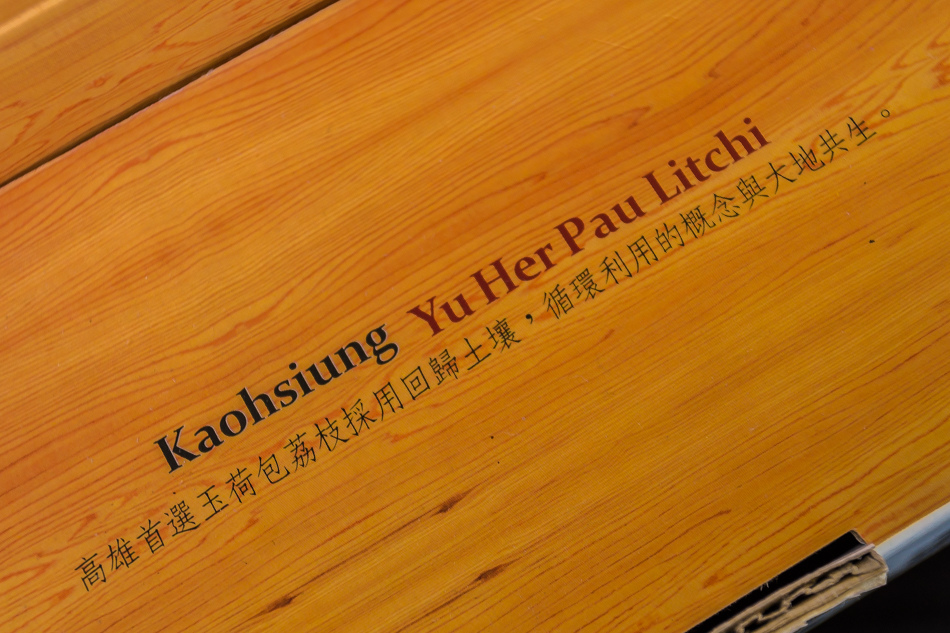 Kaohsiung Yu Her Pau Litchi
高雄首選玉荷包荔枝採用回歸土壤，循環利用的概念與大地共生。